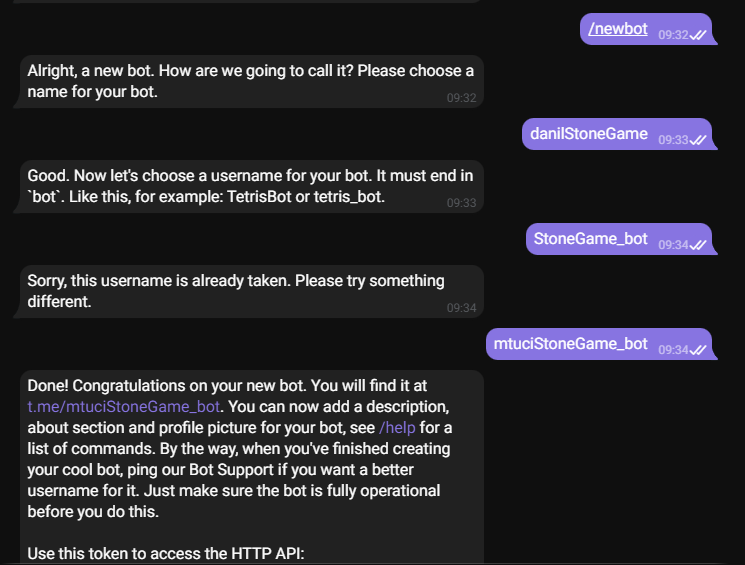 /newbot 09:32
Alright, a new bot. How are we going to call it? Please choose a
name for your bot.
09:32
danilStoneGame 09:33
Good. Now let's choose a username for your bot. It must end in
`bot`. Like this, for example: TetrisBot or tetris_bot.
09:33
StoneGame_bot 09:34
Sorry, this username is already taken. Please try something
different.
09:34
mtuciStoneGame_bot 09:34
Done! Congratulations on your new bot. You will find it at
t.me/mtuciStoneGame_bot. You can now add a description,
about section and profile picture for your bot, see /help for a
list of commands. By the way, when you've finished creating
your cool bot, ping our Bot Support if you want a better
username for it. Just make sure the bot is fully operational
before you do this.
Use this token to access the HTTP API: